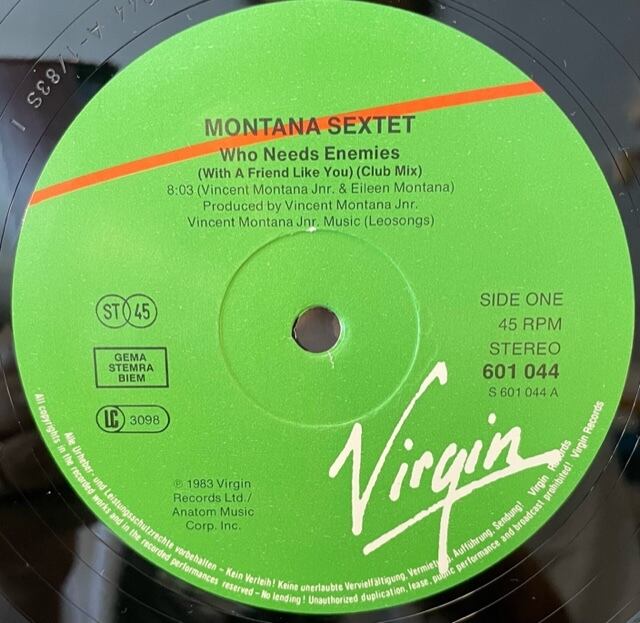 MONTANA SEXTET
Who Needs Enemies
(With A Friend Like You) (Club Mix)
8:03 (Vincent Montana Jnr. & Eileen Montana)
Produced by Vincent Montana Jnr.
Vincent Montana Jnr. Music (Leosongs)
ST 45
GEMA
STEMRA
BIEM
LC 3098
SIDE ONE
45 RPM
STEREO
601 044
S 601 044 A
Virgin
℗ 1983 Virgin
Records Ltd./
Anatom Music
Corp. Inc.
Alle Urheber- und Leistungsschutzrechte vorbehalten - Kein Verleih! Keine unerlaubte Vervielfältigung, Vermietung, Aufführung, Sendung! Virgin Records
All copyrights in the recorded works and in the recorded performances reserved - No lending! Unauthorized duplication, lease, public performance and broadcast prohibited! Virgin Records